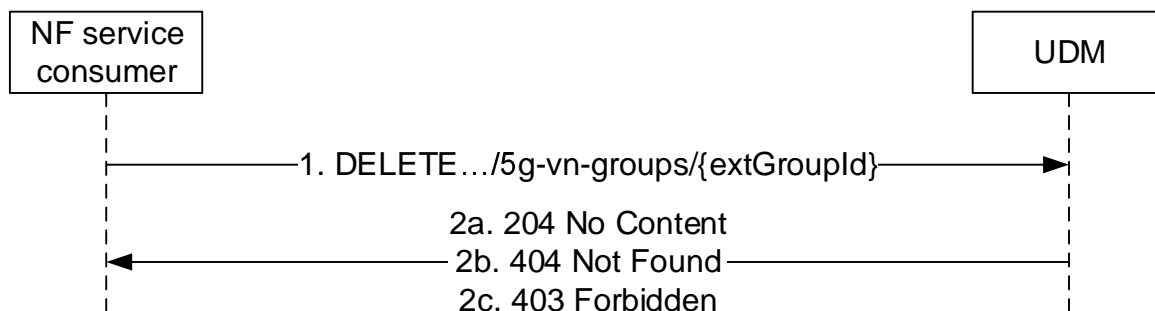 NF service
consumer
UDM
1. DELETE…/5g-vn-groups/{extGroupId}
2a. 204 No Content
2b. 404 Not Found
2c. 403 Forbidden